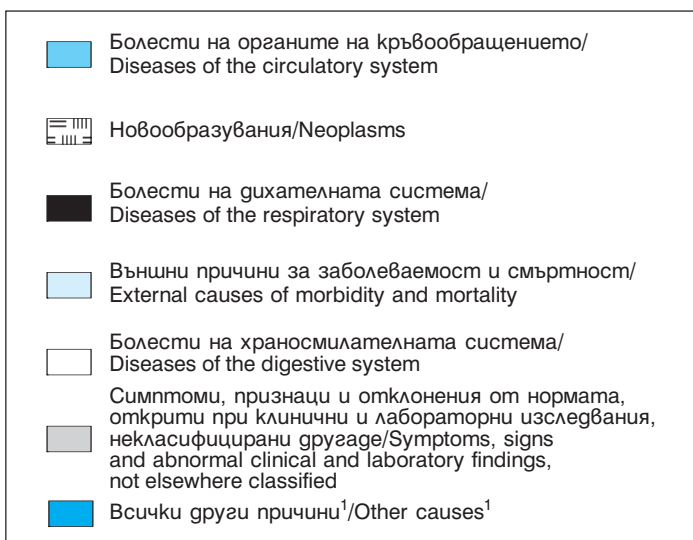 Болести на органите на кръвообращението/
Diseases of the circulatory system
Новообразувания/Neoplasms
Болести на дихателната система/
Diseases of the respiratory system
Външни причини за заболеваемост и смъртност/
External causes of morbidity and mortality
Болести на храносмилателната система/
Diseases of the digestive system
Симптоми, признаци и отклонения от нормата,
открити при клинични и лабораторни изследвания,
некласифицирани другаде/Symptoms, signs
and abnormal clinical and laboratory findings,
not elsewhere classified
Всички други причини¹/Other causes¹